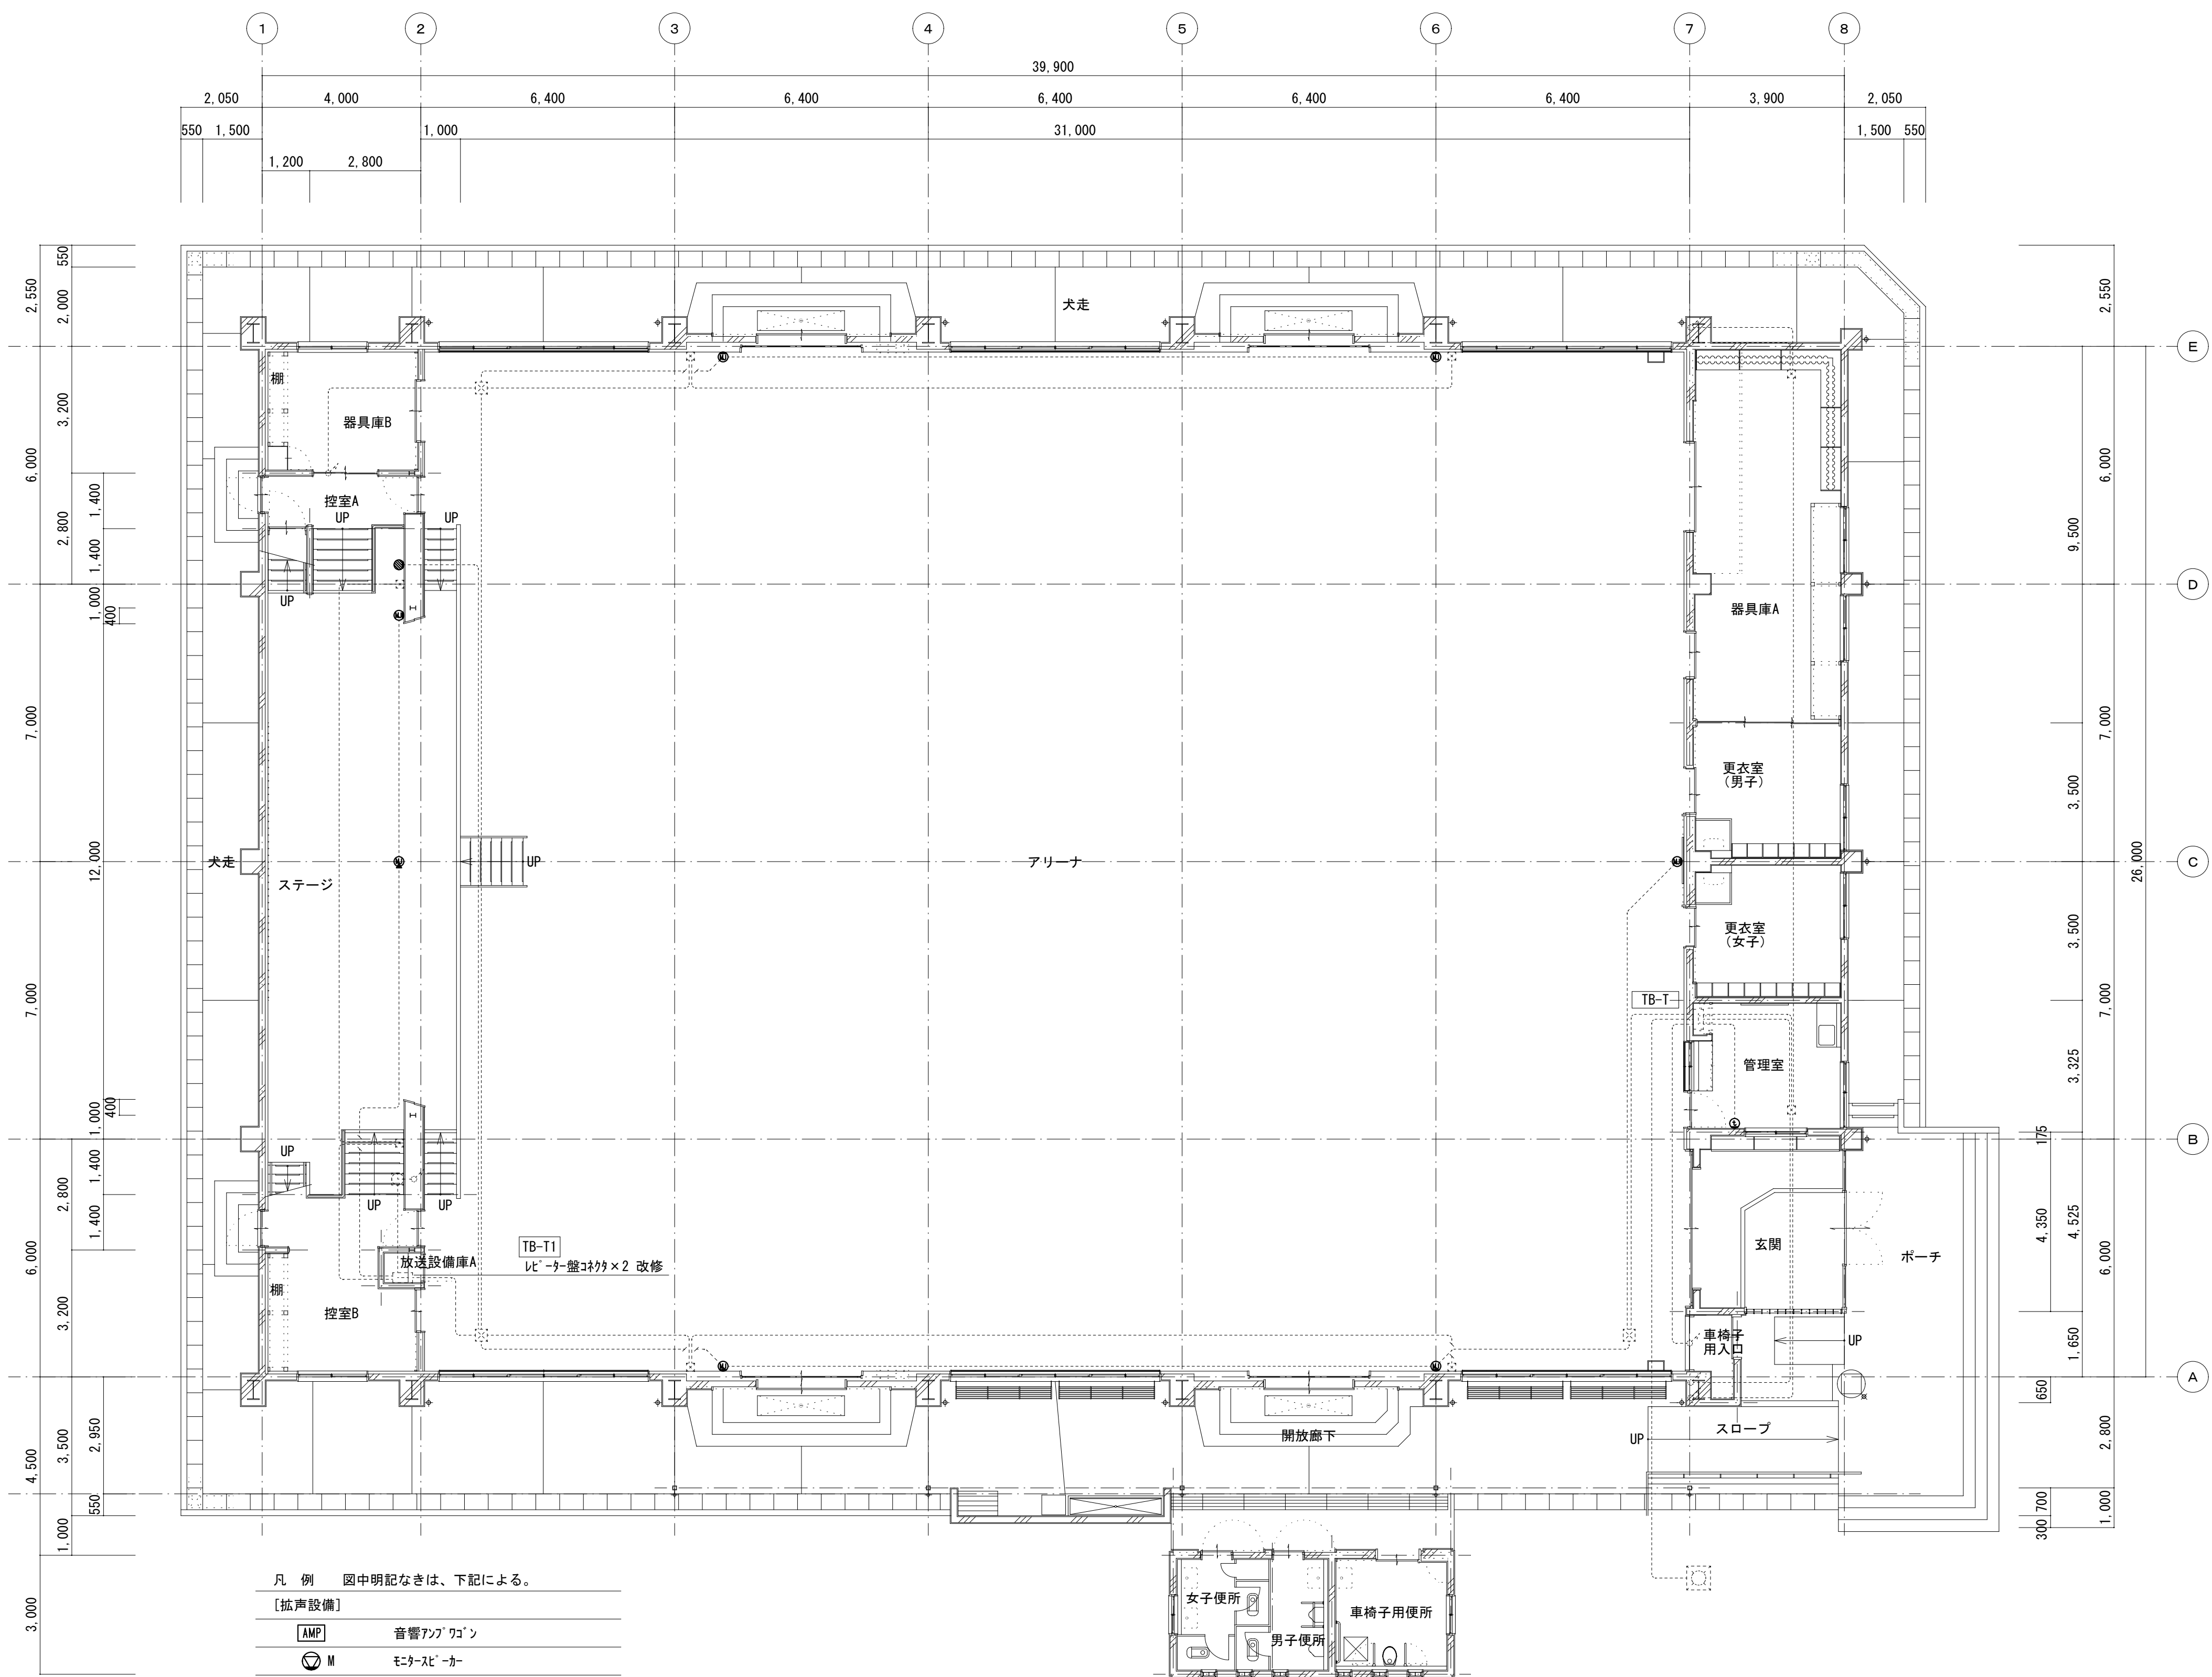 1 2 3 4 5 6 7 8
39,900
2,050 4,000 6,400 6,400 6,400 6,400 6,400 3,900 2,050
550 1,500 1,000 31,000 1,500 550
1,200 2,800
2,550 6,000 7,000 7,000 6,000 4,500 3,000
550 2,000 3,200 2,800 2,800 3,200 3,500 1,000
1,400 1,400 1,000 400 12,000 1,000 400 1,400 1,400 2,950 550
犬走
棚
器具庫B
控室A
UP
UP
UP
犬走
ステージ
UP
アリーナ
器具庫A
更衣室
(男子)
更衣室
(女子)
TB-T
管理室
UP
UP
UP
放送設備庫A
TB-T1
レピーター盤コネクタ×2 改修
棚
控室B
玄関
ポーチ
車椅子
用入口
UP
スロープ
UP
開放廊下
女子便所
男子便所
車椅子用便所
E
D
C
B
A
2,550 6,000 7,000 7,000 6,000 2,800 1,000
26,000
9,500 3,500 3,500 3,325 4,525 1,650
175 4,350 650 700 300
凡 例 図中明記なきは、下記による。
[拡声設備]
AMP 音響アンプワゴン
M モニタースピーカー